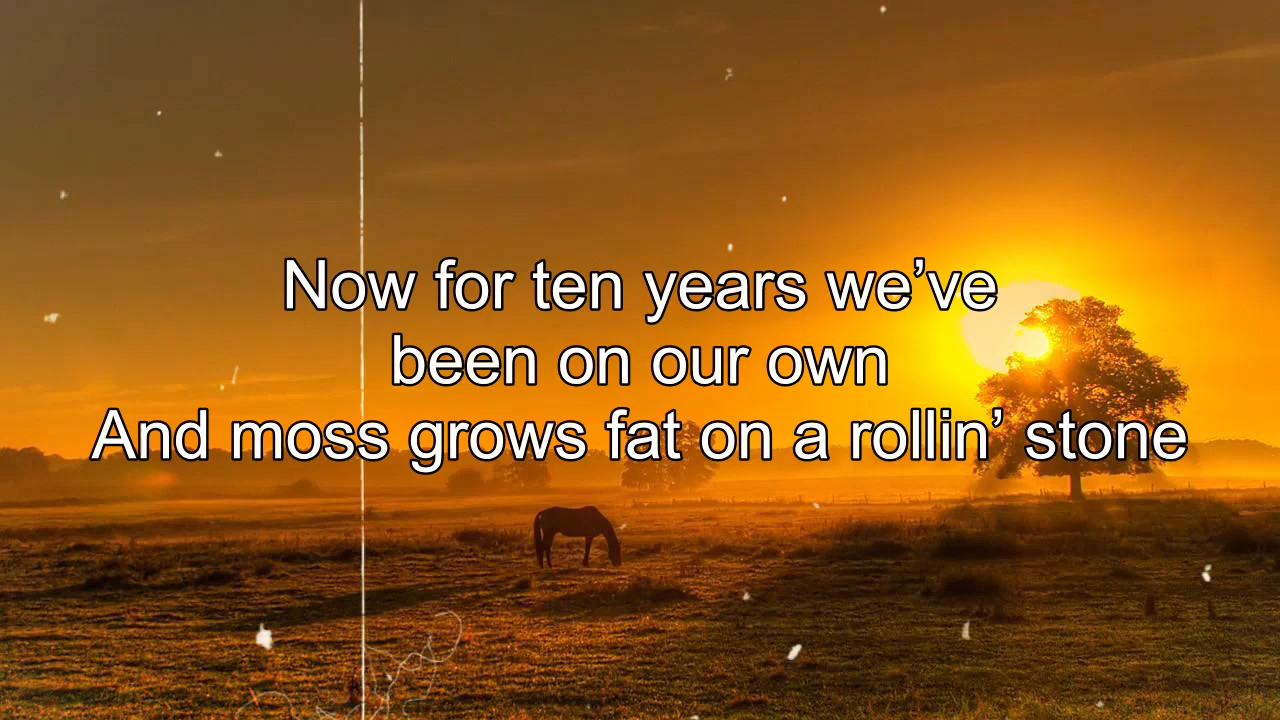 Now for ten years we’ve
been on our own
And moss grows fat on a rollin’ stone